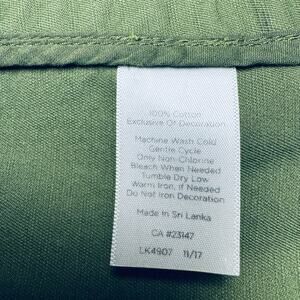 100% Cotton
Exclusive Of Decoration
Machine Wash Cold
Gentle Cycle
Only Non-Chlorine
Bleach When Needed
Tumble Dry Low
Warm Iron, If Needed
Do Not Iron Decoration
Made In Sri Lanka
CA #23147
LK4907 11/17